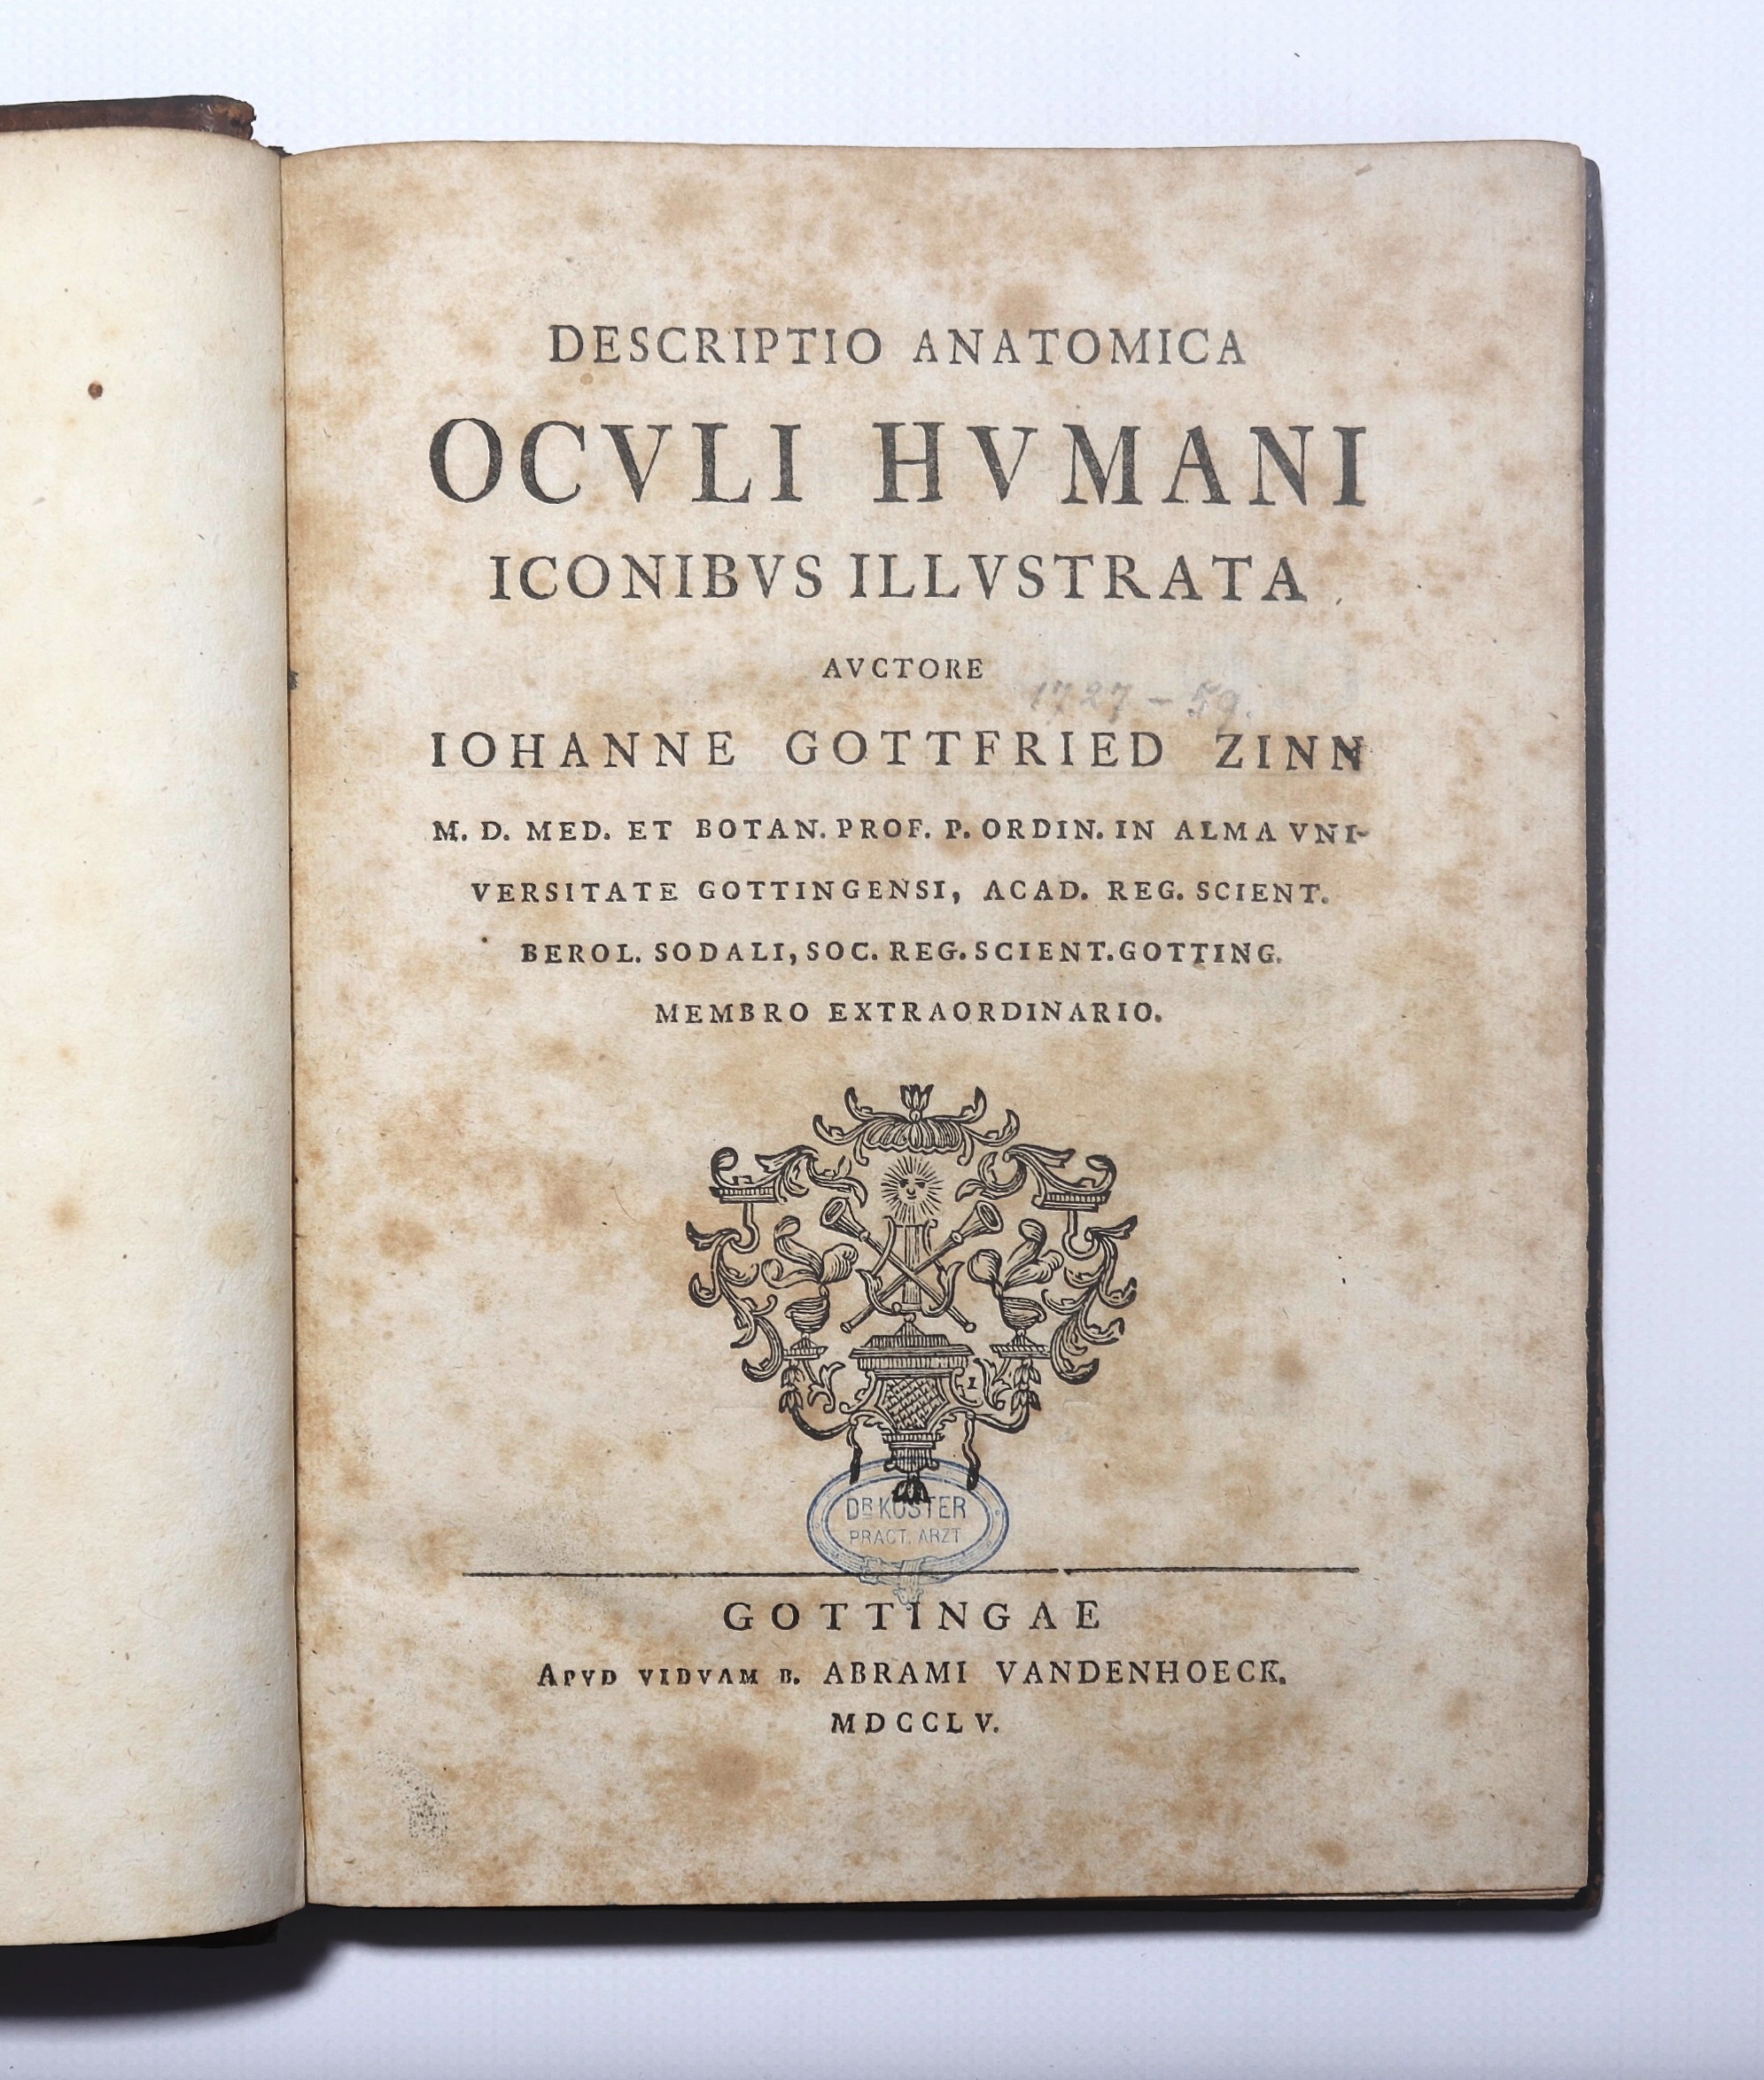 DESCRIPTIO ANATOMICA
OCVLI HVMANI
ICONIBVS ILLVSTRATA
AVCTORE
1727 - 59.
IOHANNE GOTTFRIED ZINN
M. D. MED. ET BOTAN. PROF. P. ORDIN. IN ALMA VNI-
VERSITATE GOTTINGENSI, ACAD. REG. SCIENT.
BEROL. SODALI, SOC. REG. SCIENT. GOTTING.
MEMBRO EXTRAORDINARIO.
1
DR KÜSTER
PRACT. ARZT
GOTTINGAE
APVD VIDVAM B. ABRAMI VANDENHOECK.
MDCCLV.